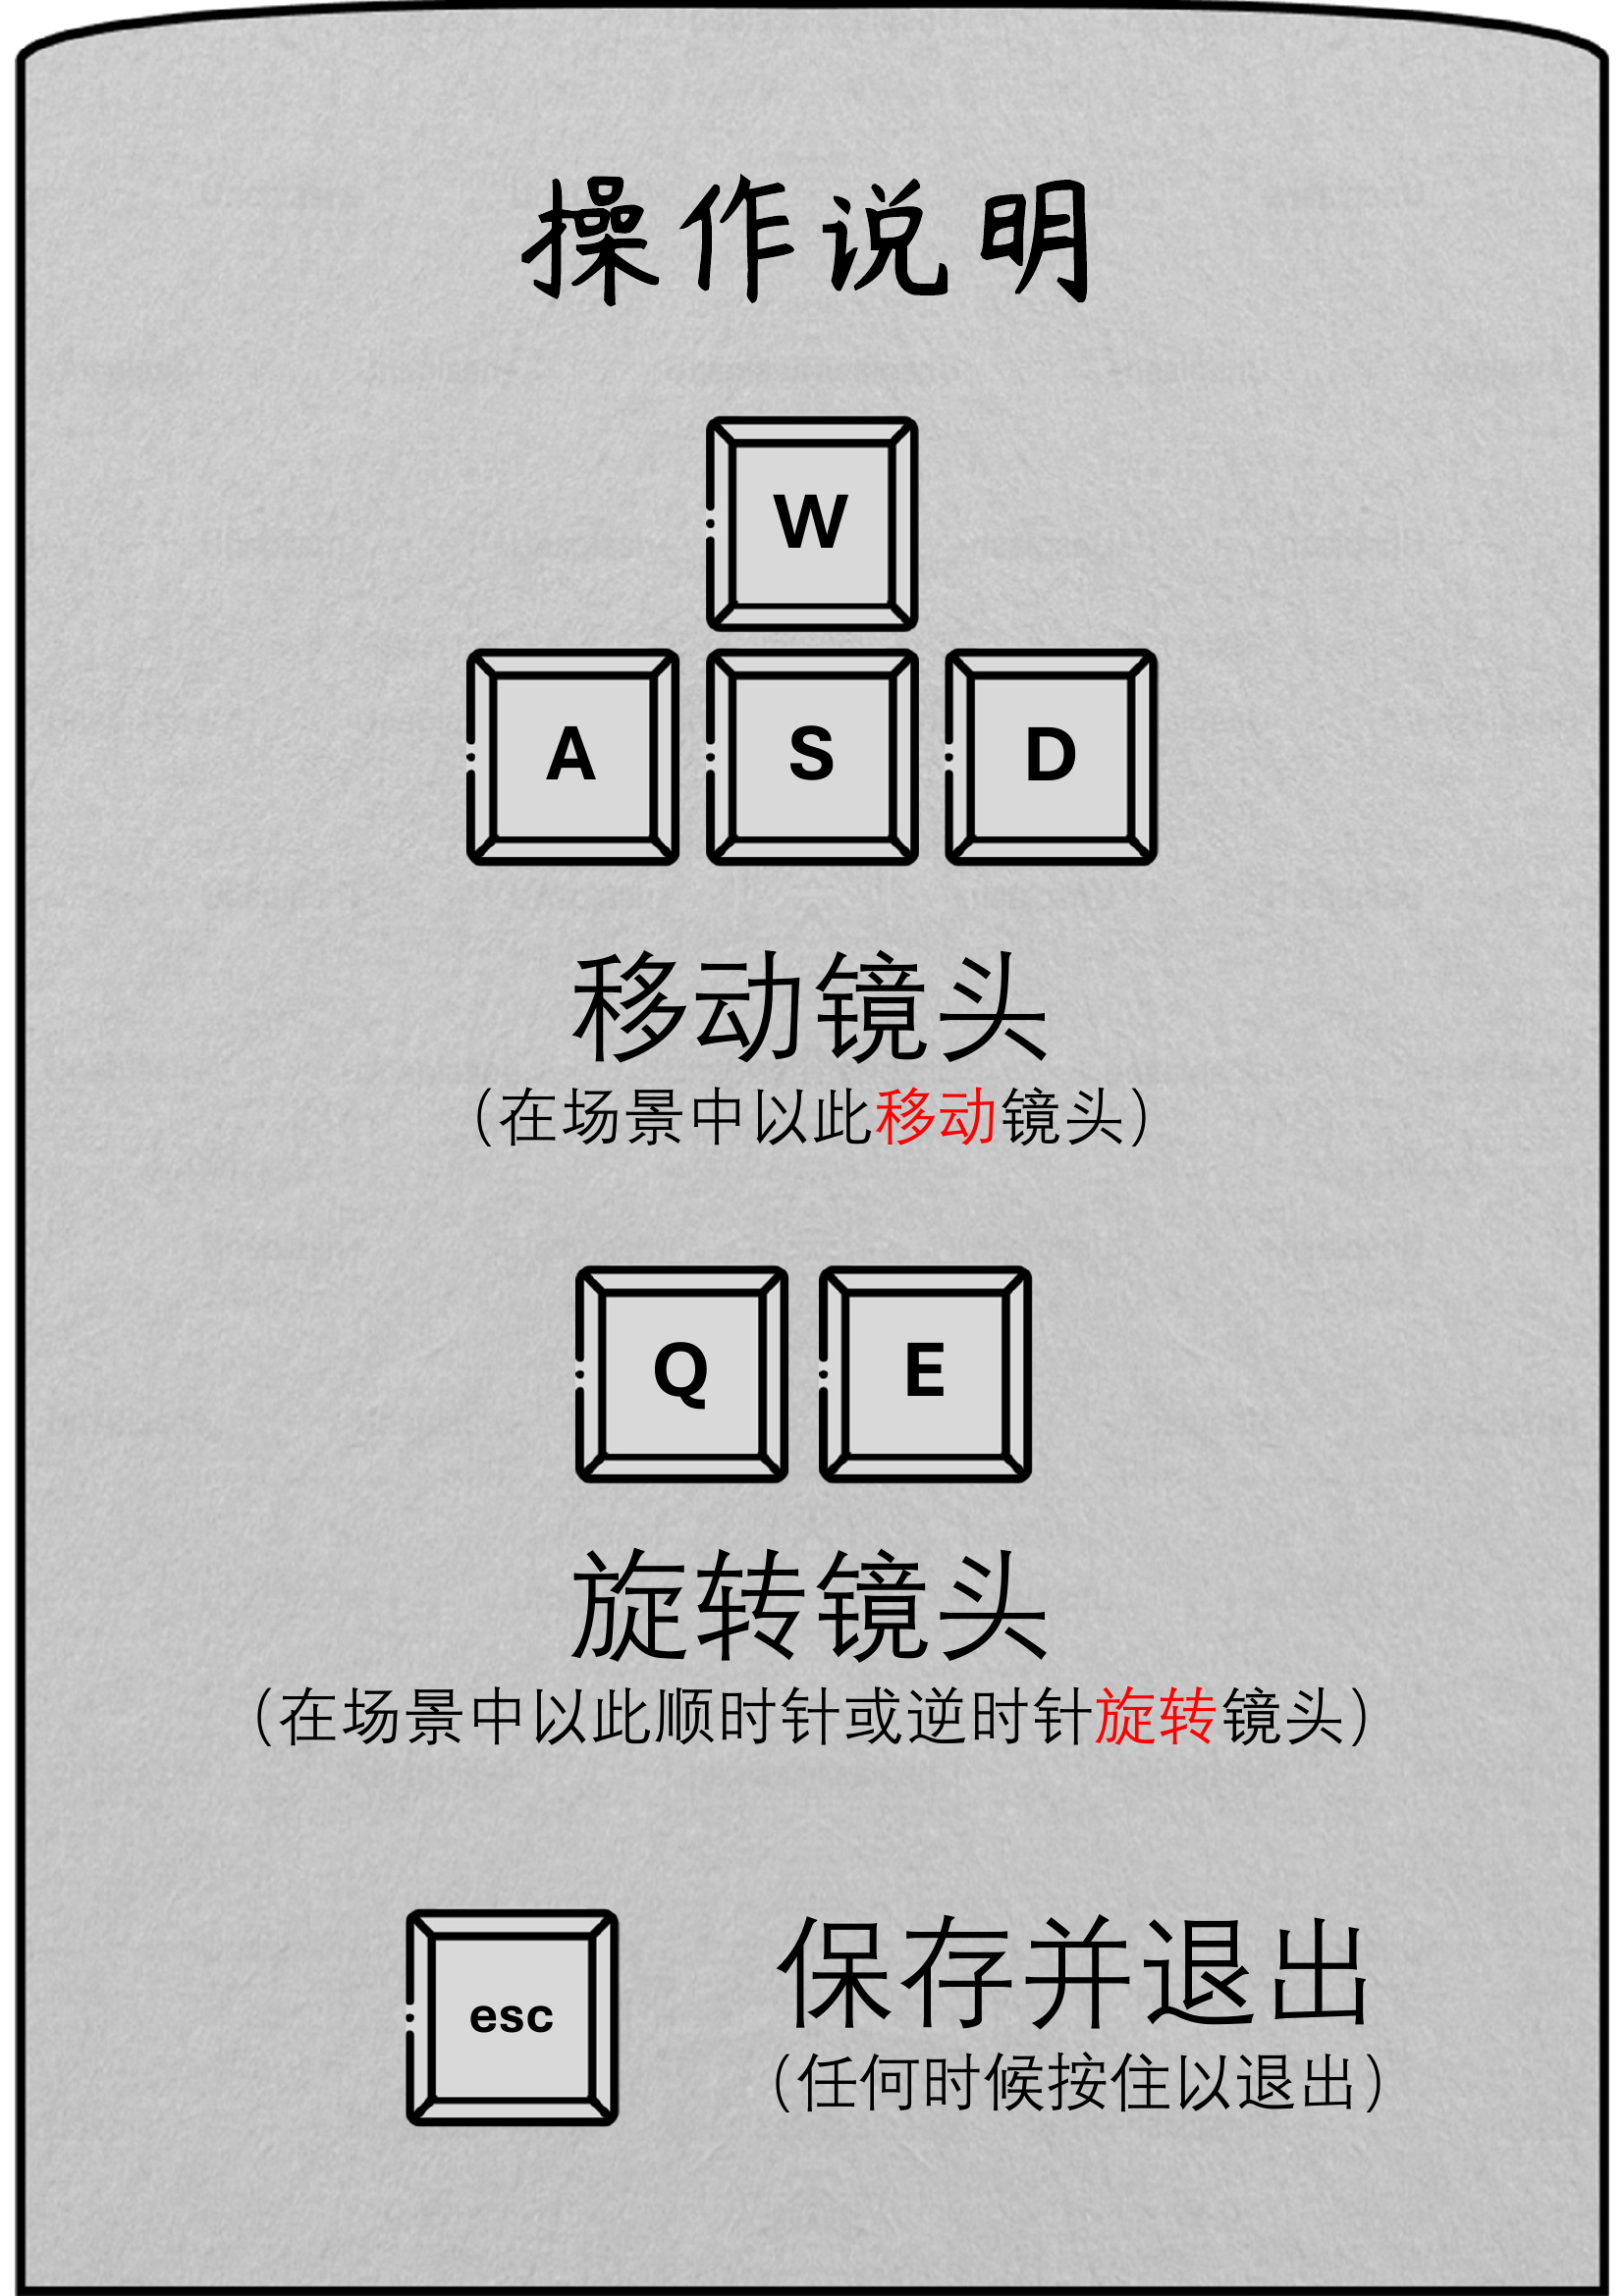 操作说明
W
A S D
移动镜头
（在场景中以此移动镜头）
Q E
旋转镜头
（在场景中以此顺时针或逆时针旋转镜头）
esc
保存并退出
（任何时候按住以退出）